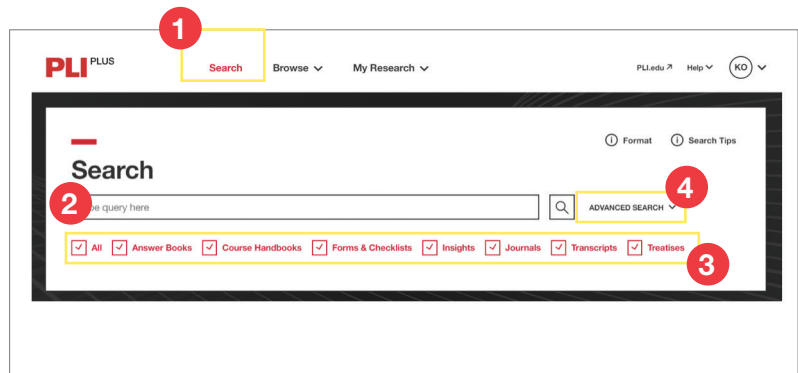 1
PLI PLUS Search Browse My Research PLI.edu Help KO
Format Search Tips
Search
4
2 pe query here ADVANCED SEARCH
All Answer Books Course Handbooks Forms & Checklists Insights Journals Transcripts Treatises
3